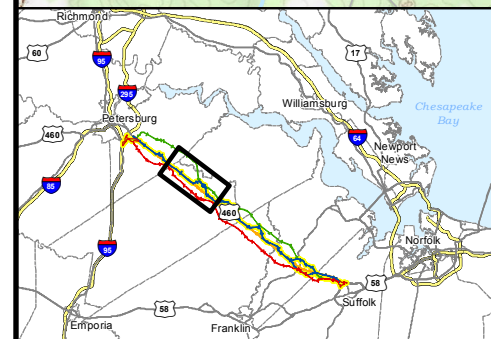 Richmond
60
95
17
295
Williamsburg
Chesapeake
Bay
Petersburg
460
64
Newport
News
85
460
95
Norfolk
58
Suffolk
58
Emporia
Franklin